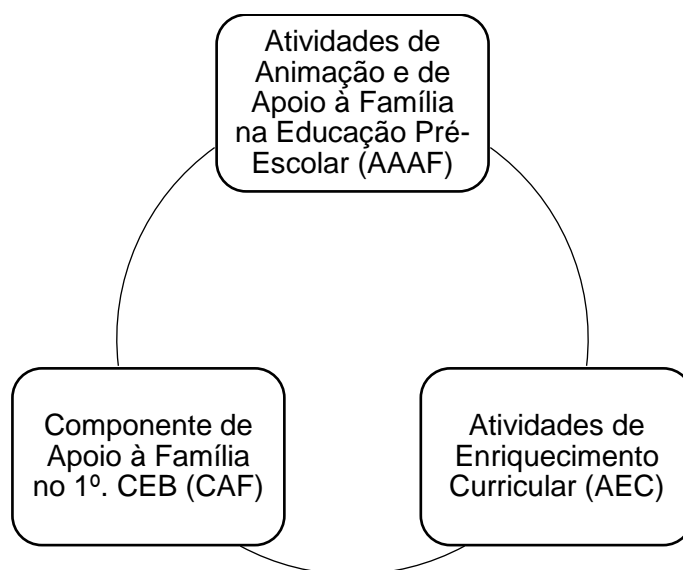 Atividades de
Animação e de
Apoio à Família
na Educação Pré-
Escolar (AAAF)
Componente de
Apoio à Família
no 1º. CEB (CAF)
Atividades de
Enriquecimento
Curricular (AEC)